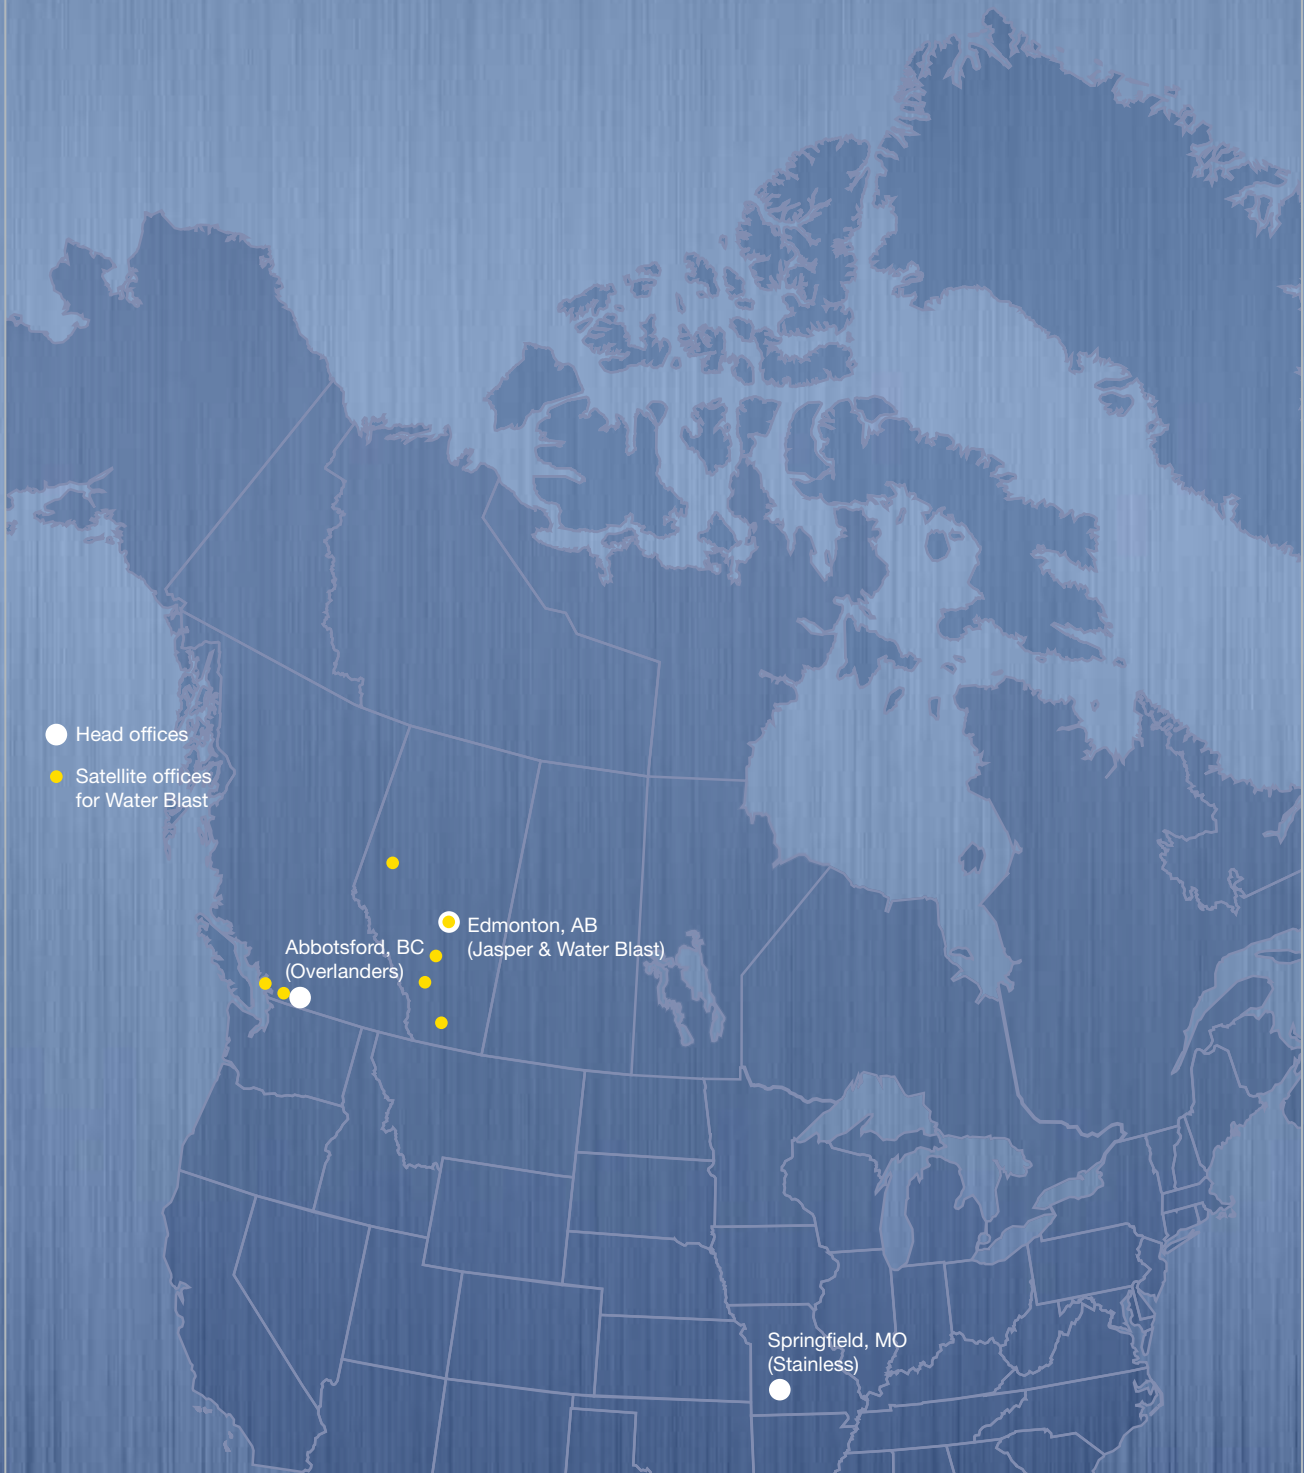 Head offices
Satellite offices
for Water Blast
Edmonton, AB
(Jasper & Water Blast)
Abbotsford, BC
(Overlanders)
Springfield, MO
(Stainless)